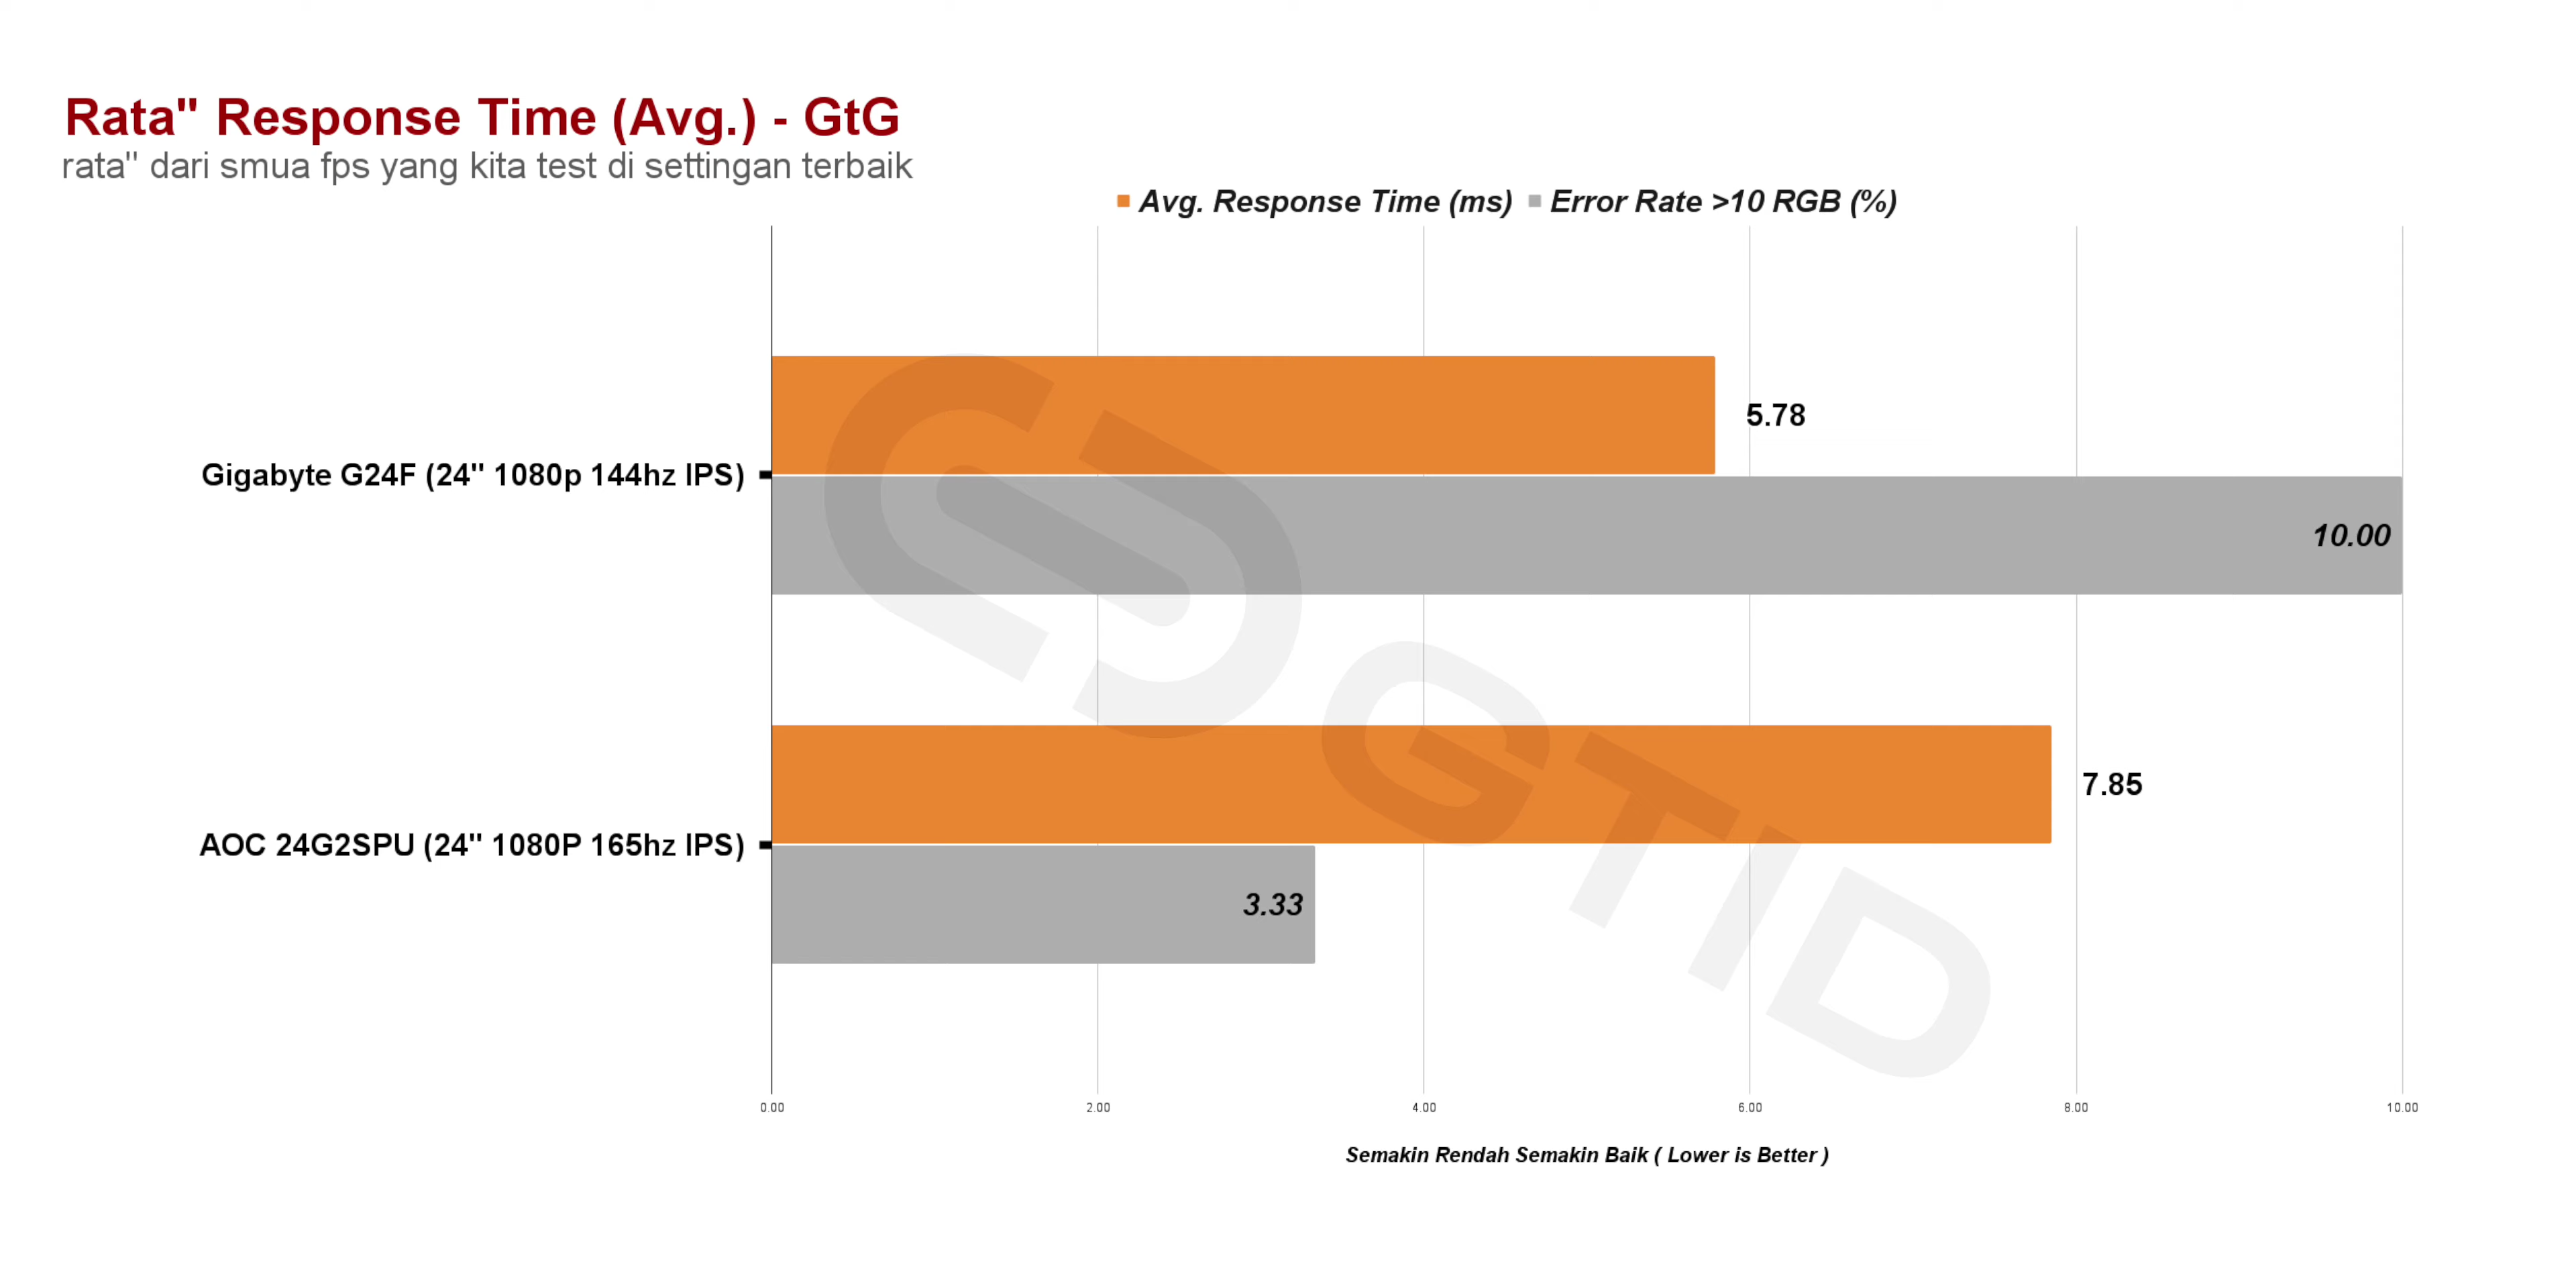 Rata" Response Time (Avg.) - GtG
rata" dari smua fps yang kita test di settingan terbaik
Avg. Response Time (ms) Error Rate >10 RGB (%)
5.78
Gigabyte G24F (24" 1080p 144hz IPS)
10.00
7.85
AOC 24G2SPU (24" 1080P 165hz IPS)
3.33
GTID
0.00 2.00 4.00 6.00 8.00 10.00
Semakin Rendah Semakin Baik ( Lower is Better )